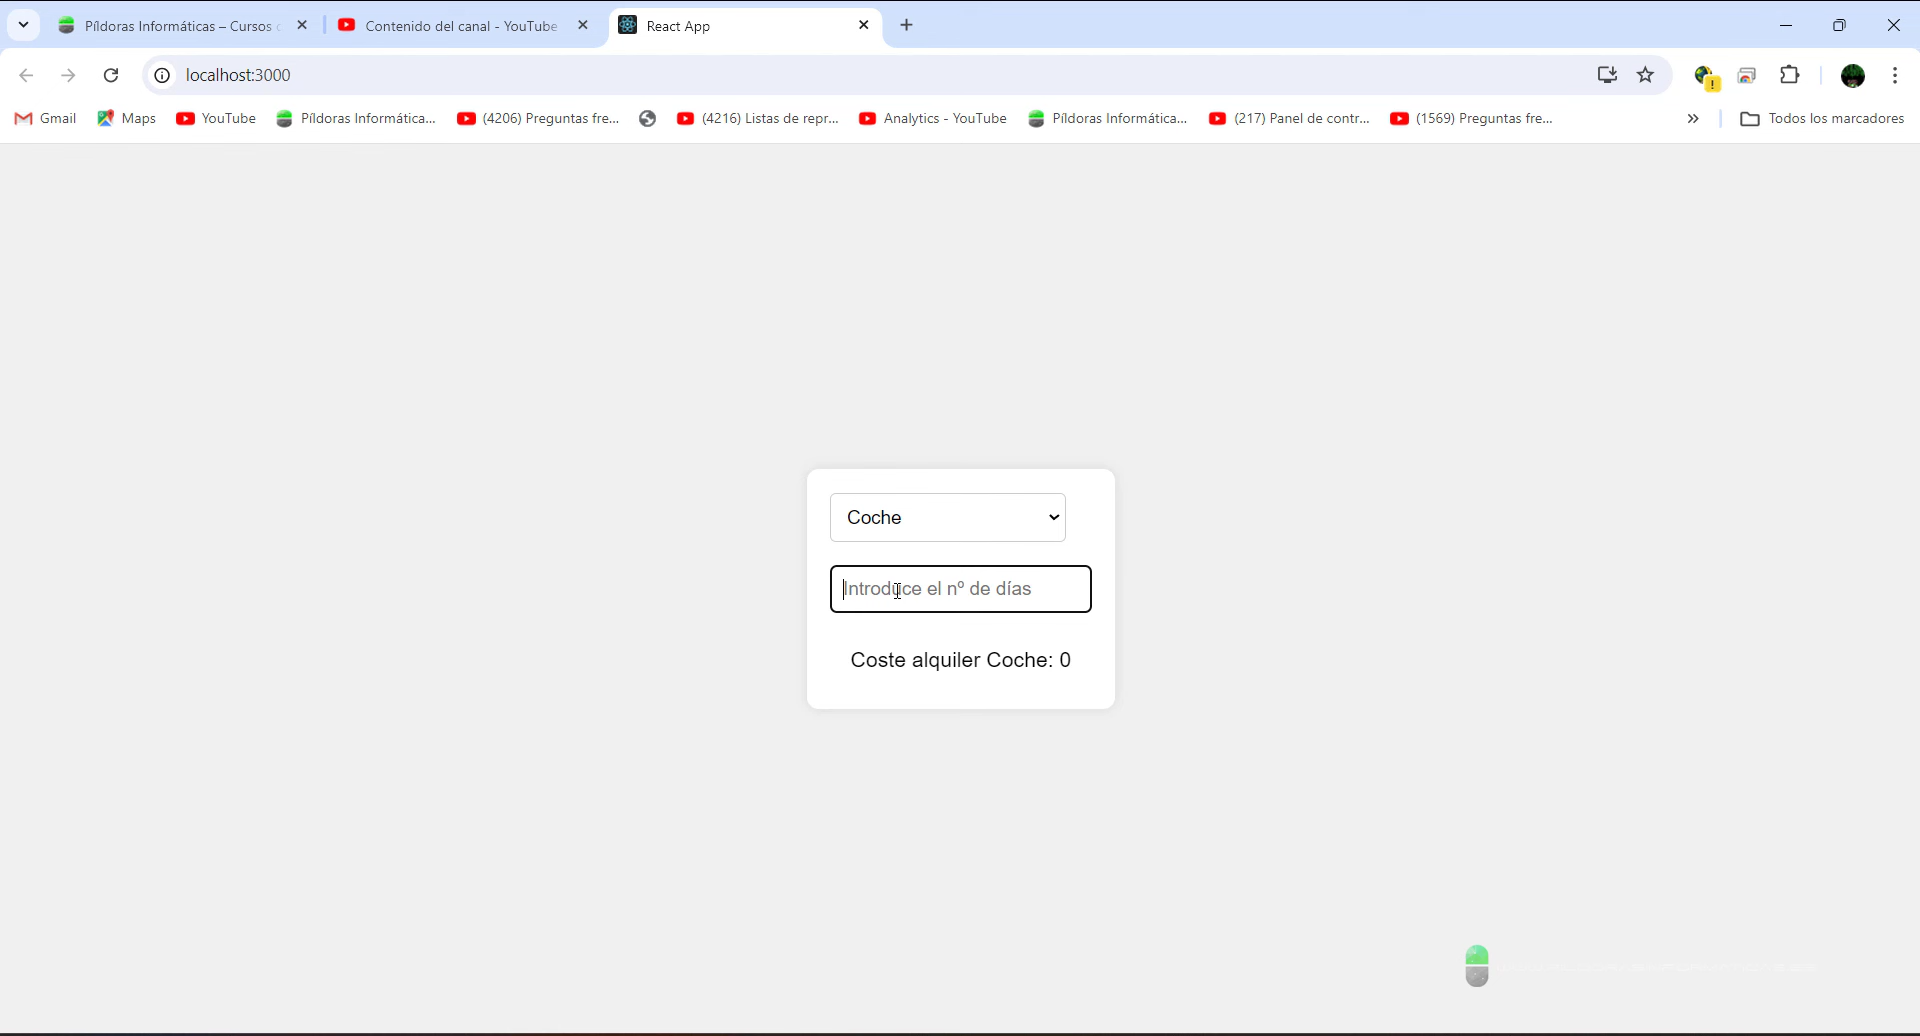 Píldoras Informáticas – Cursos
Contenido del canal - YouTube
React App
localhost:3000
Gmail
Maps
YouTube
Píldoras Informática...
(4206) Preguntas fre...
(4216) Listas de repr...
Analytics - YouTube
Píldoras Informática...
(217) Panel de contr...
(1569) Preguntas fre...
»
Todos los marcadores
Coche
Introduce el nº de días
Coste alquiler Coche: 0